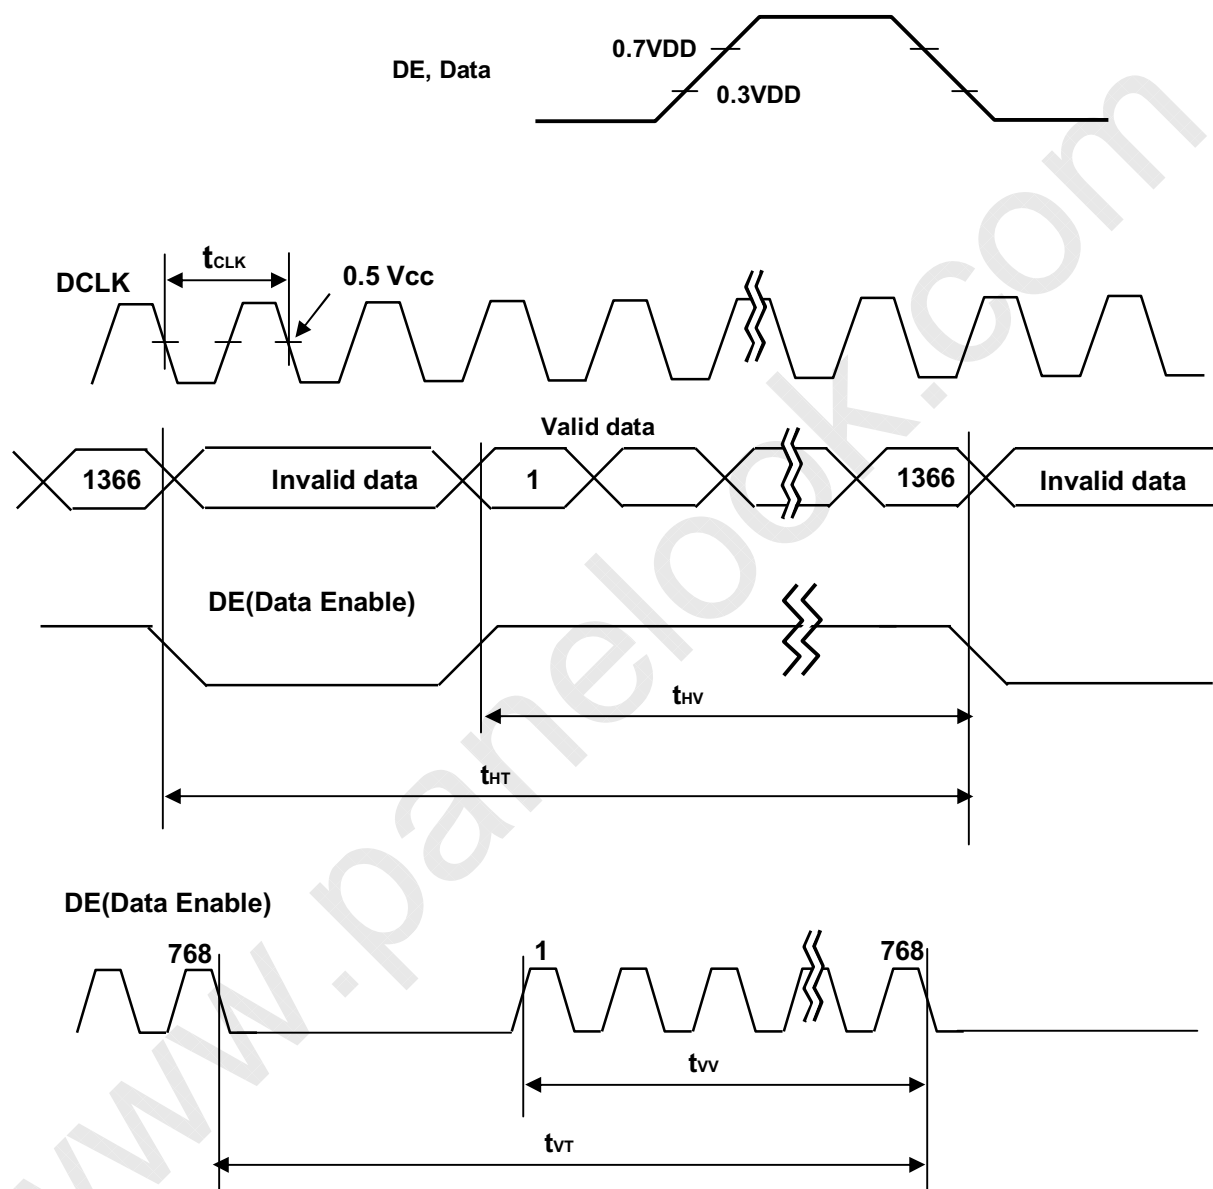 DE, Data
0.7VDD
0.3VDD
tCLK
0.5 Vcc
DCLK
Valid data
1366
Invalid data
1
1366
Invalid data
DE(Data Enable)
tHV
tHT
DE(Data Enable)
768
1
768
tVV
tVT
www.panelook.com